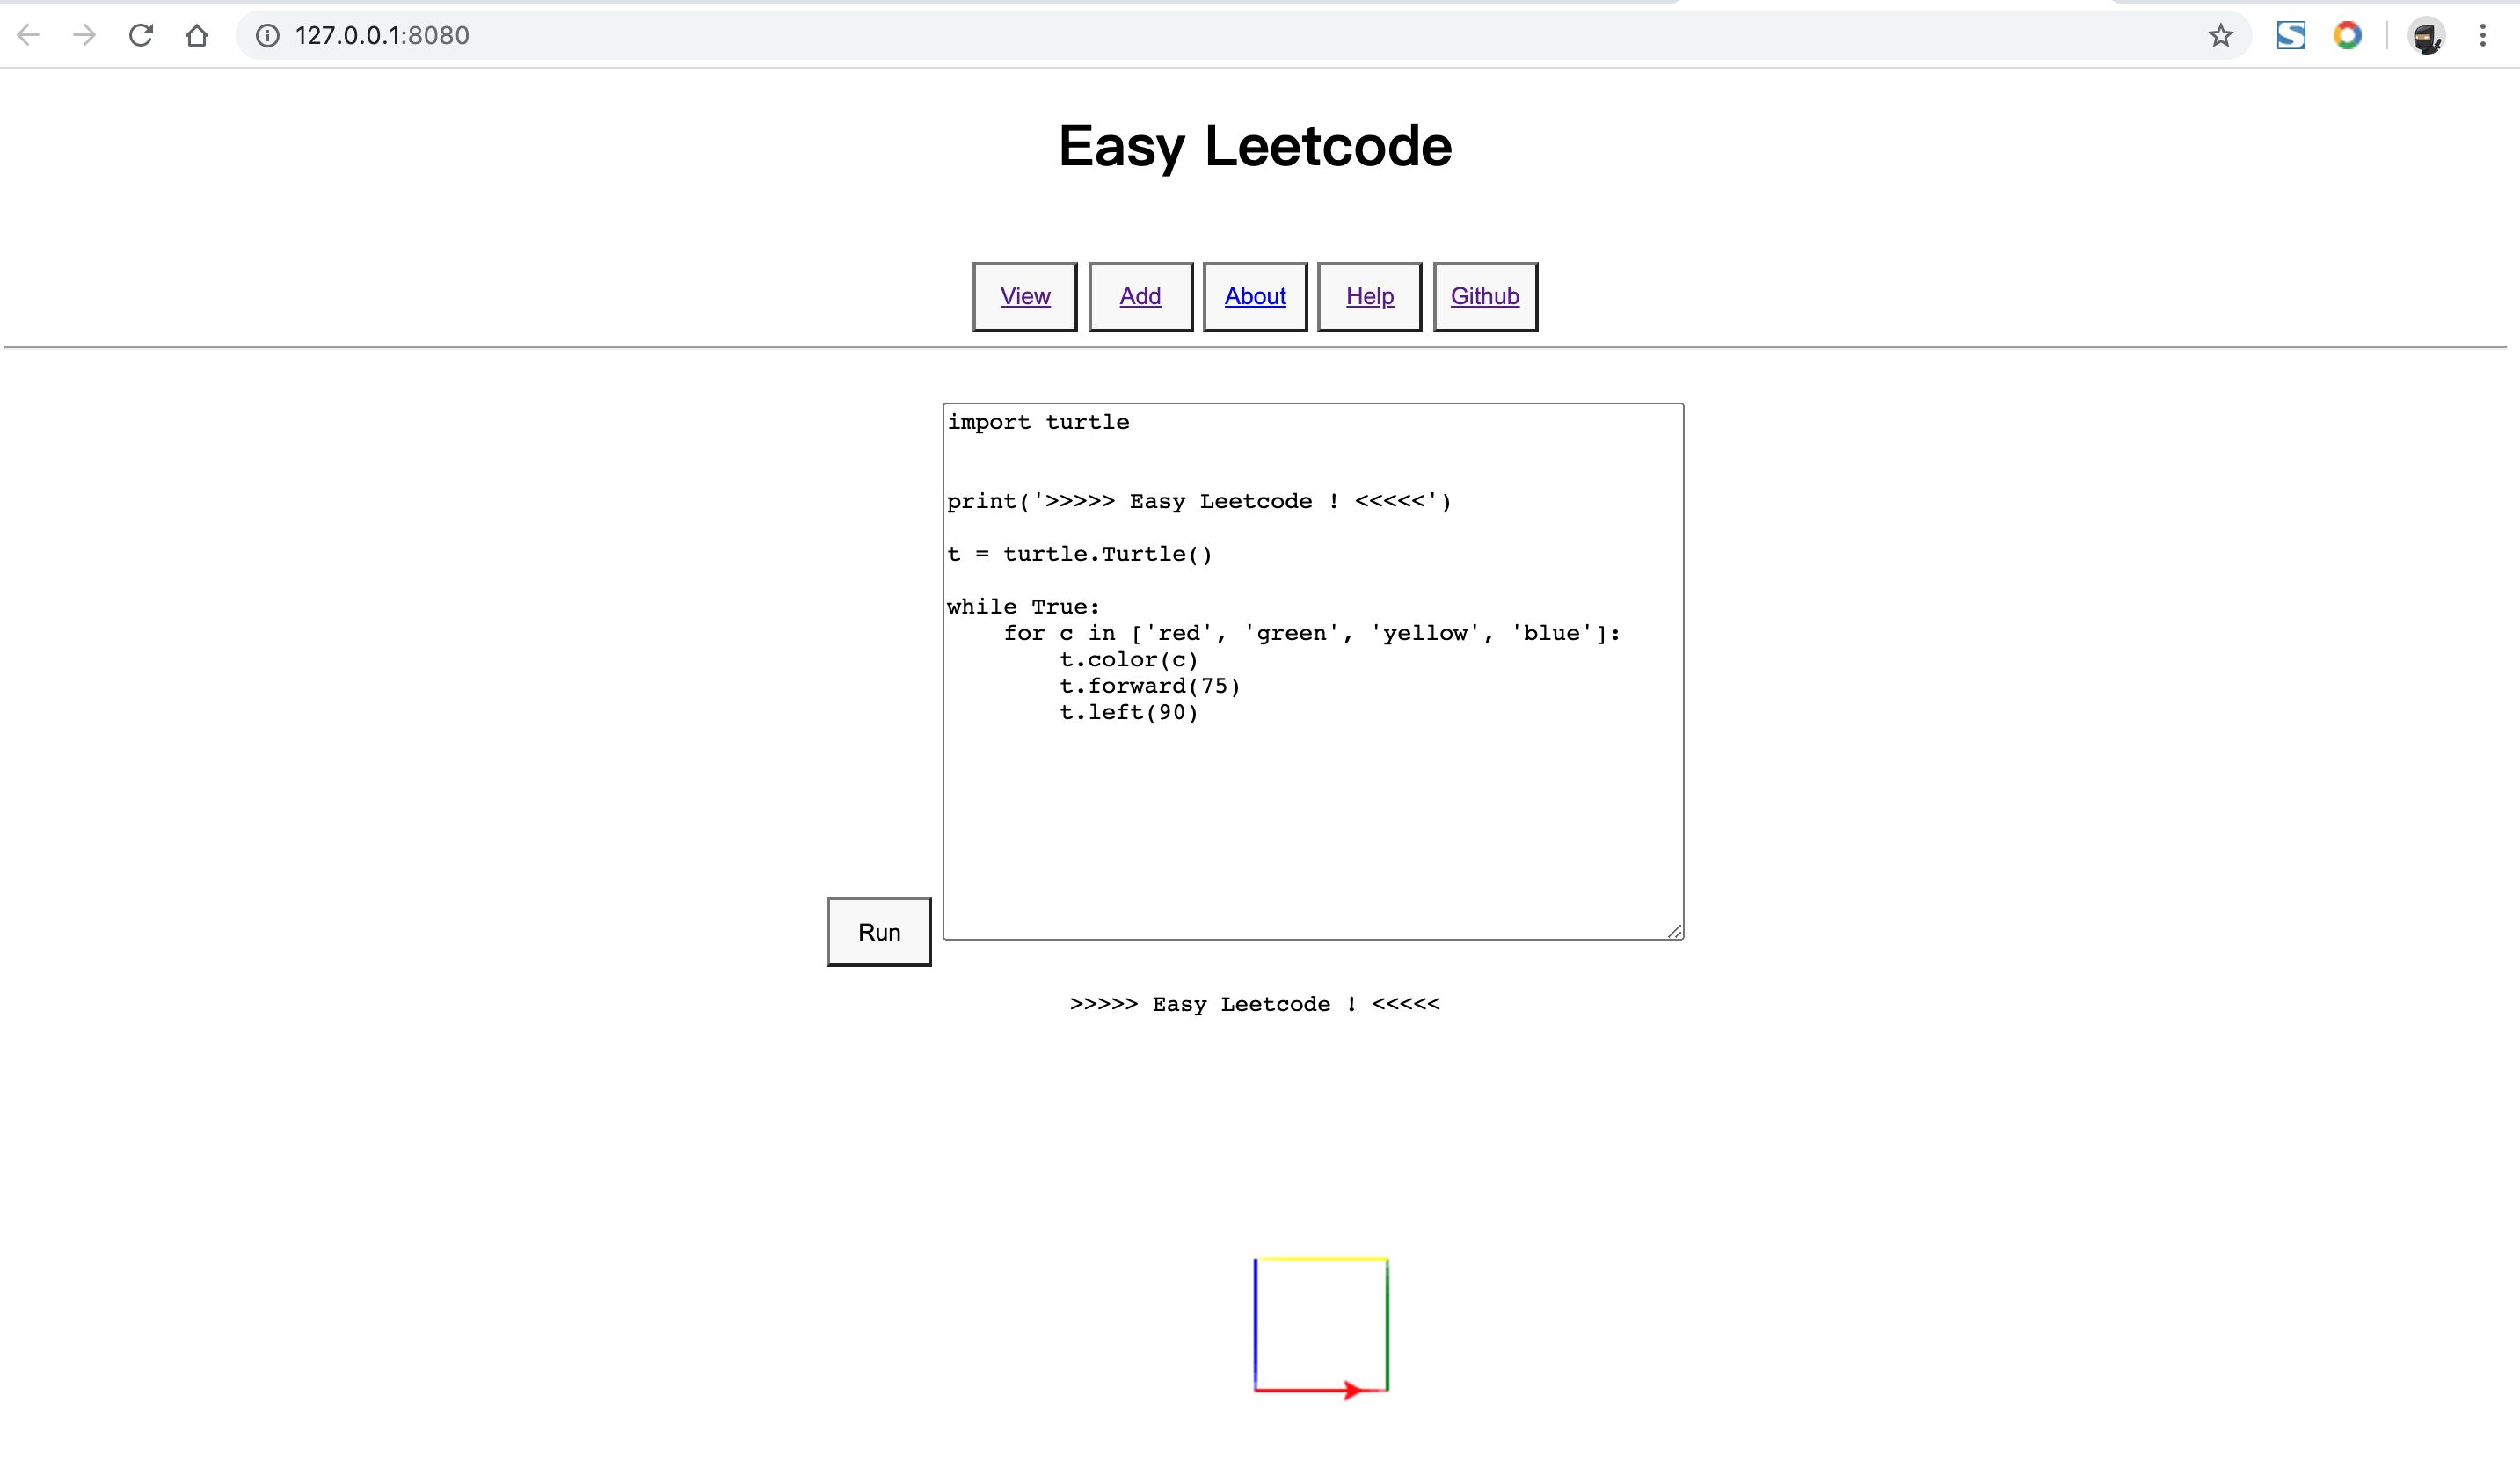 127.0.0.1:8080
Easy Leetcode
View Add About Help Github
import turtle
print('>>>>> Easy Leetcode ! <<<<<')
t = turtle.Turtle()
while True:
    for c in ['red', 'green', 'yellow', 'blue']:
        t.color(c)
        t.forward(75)
        t.left(90)
Run
>>>>> Easy Leetcode ! <<<<<